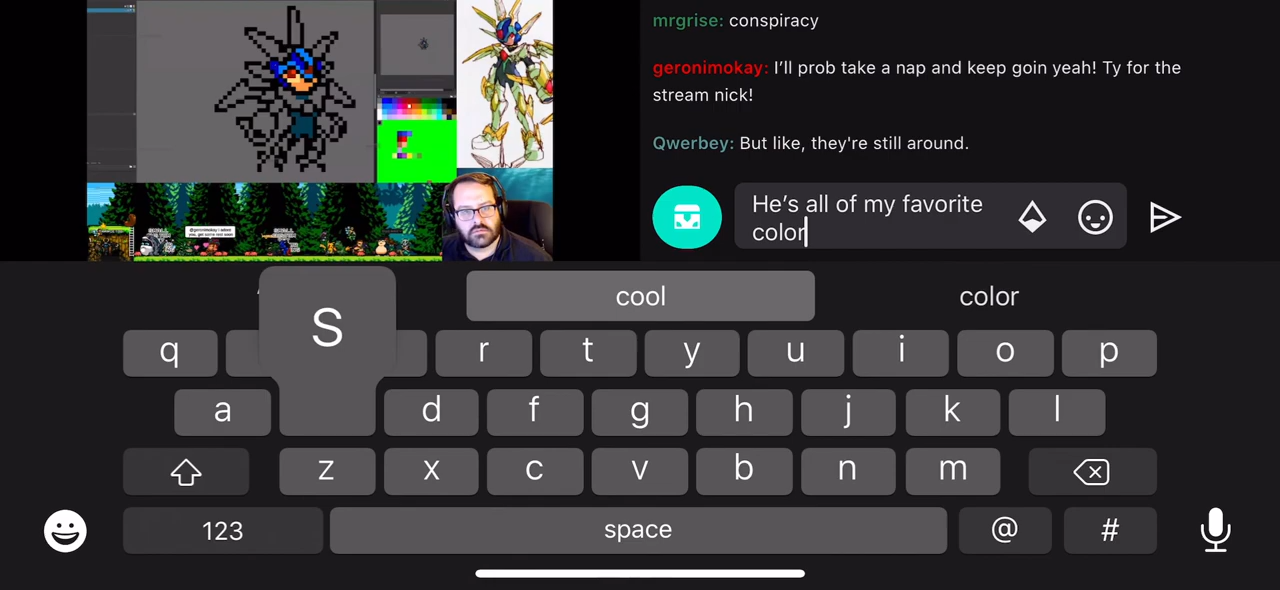 mrgrise: conspiracy
geronimokay: I’ll prob take a nap and keep goin yeah! Ty for the
stream nick!
Qwerbey: But like, they're still around.
He’s all of my favorite
color
cool
color
S
q
r
t
y
u
i
o
p
a
d
f
g
h
j
k
l
z
x
c
v
b
n
m
123
space
@
#